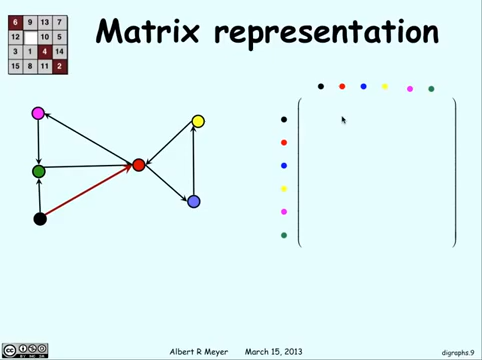 Matrix representation
6 9 13 7
12 10 5
3 1 4 14
15 8 11 2
Albert R Meyer March 15, 2013 digraphs.9